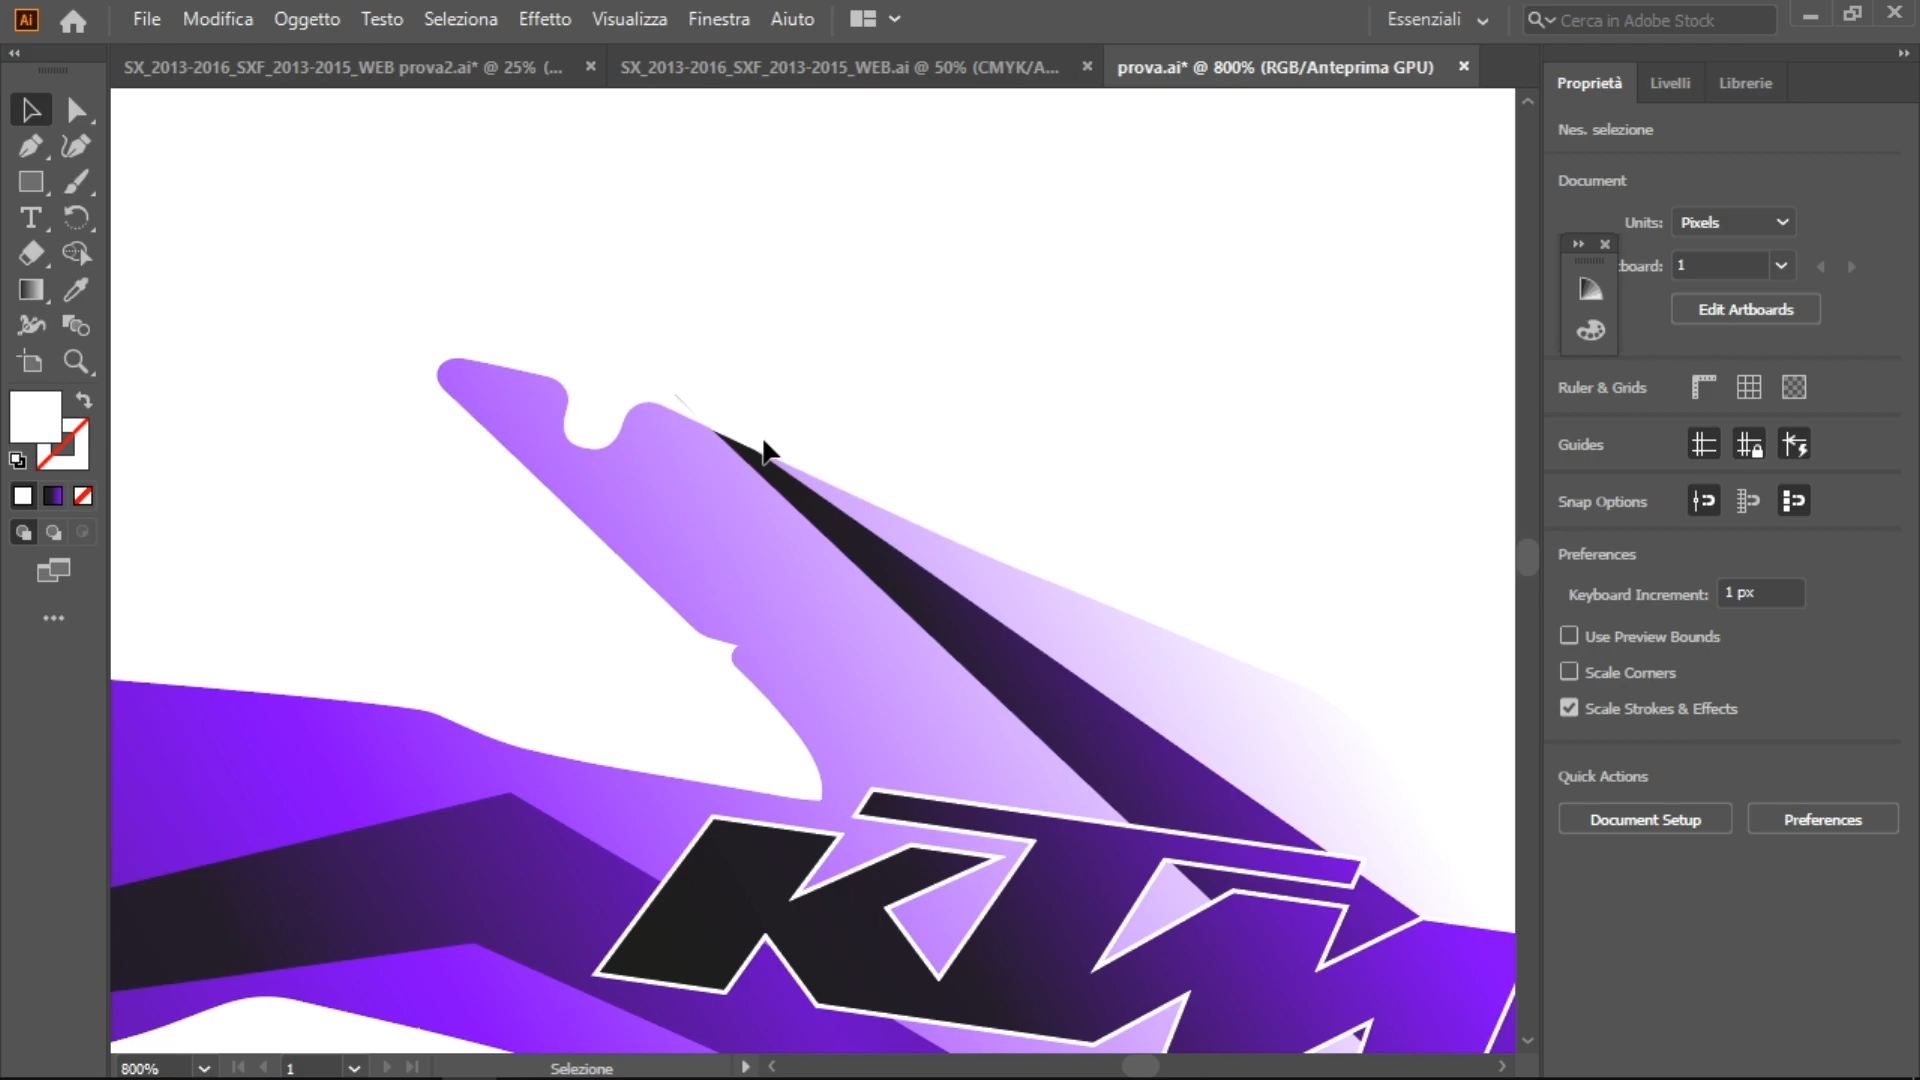 Ai File Modifica Oggetto Testo Seleziona Effetto Visualizza Finestra Aiuto Essenziali Cerca in Adobe Stock
SX_2013-2016_SXF_2013-2015_WEB prova2.ai* @ 25% (... SX_2013-2016_SXF_2013-2015_WEB.ai @ 50% (CMYK/A... prova.ai* @ 800% (RGB/Anteprima GPU)
Proprietà Livelli Librerie
Nes. selezione
Document
Units: Pixels
tboard: 1
Edit Artboards
Ruler & Grids
Guides
Snap Options
Preferences
Keyboard Increment: 1 px
Use Preview Bounds
Scale Corners
Scale Strokes & Effects
Quick Actions
Document Setup Preferences
KT
800% 1 Selezione